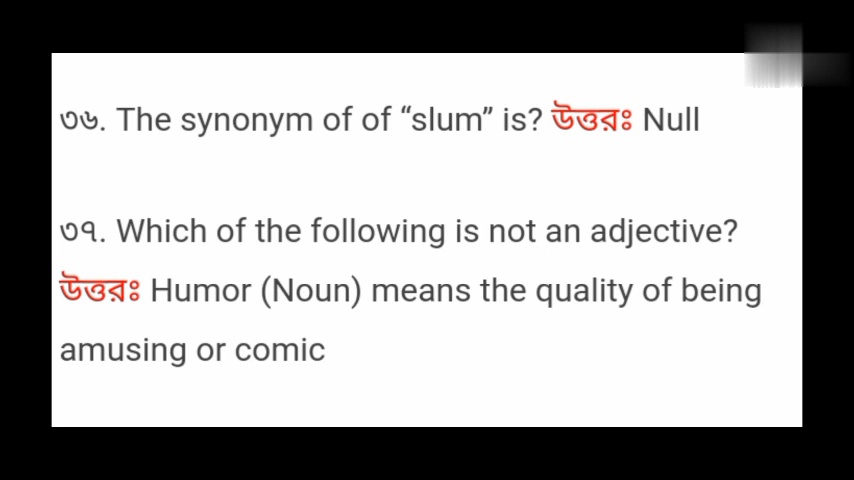 ৩৬. The synonym of of “slum” is? উত্তরঃ Null
৩৭. Which of the following is not an adjective?
উত্তরঃ Humor (Noun) means the quality of being
amusing or comic